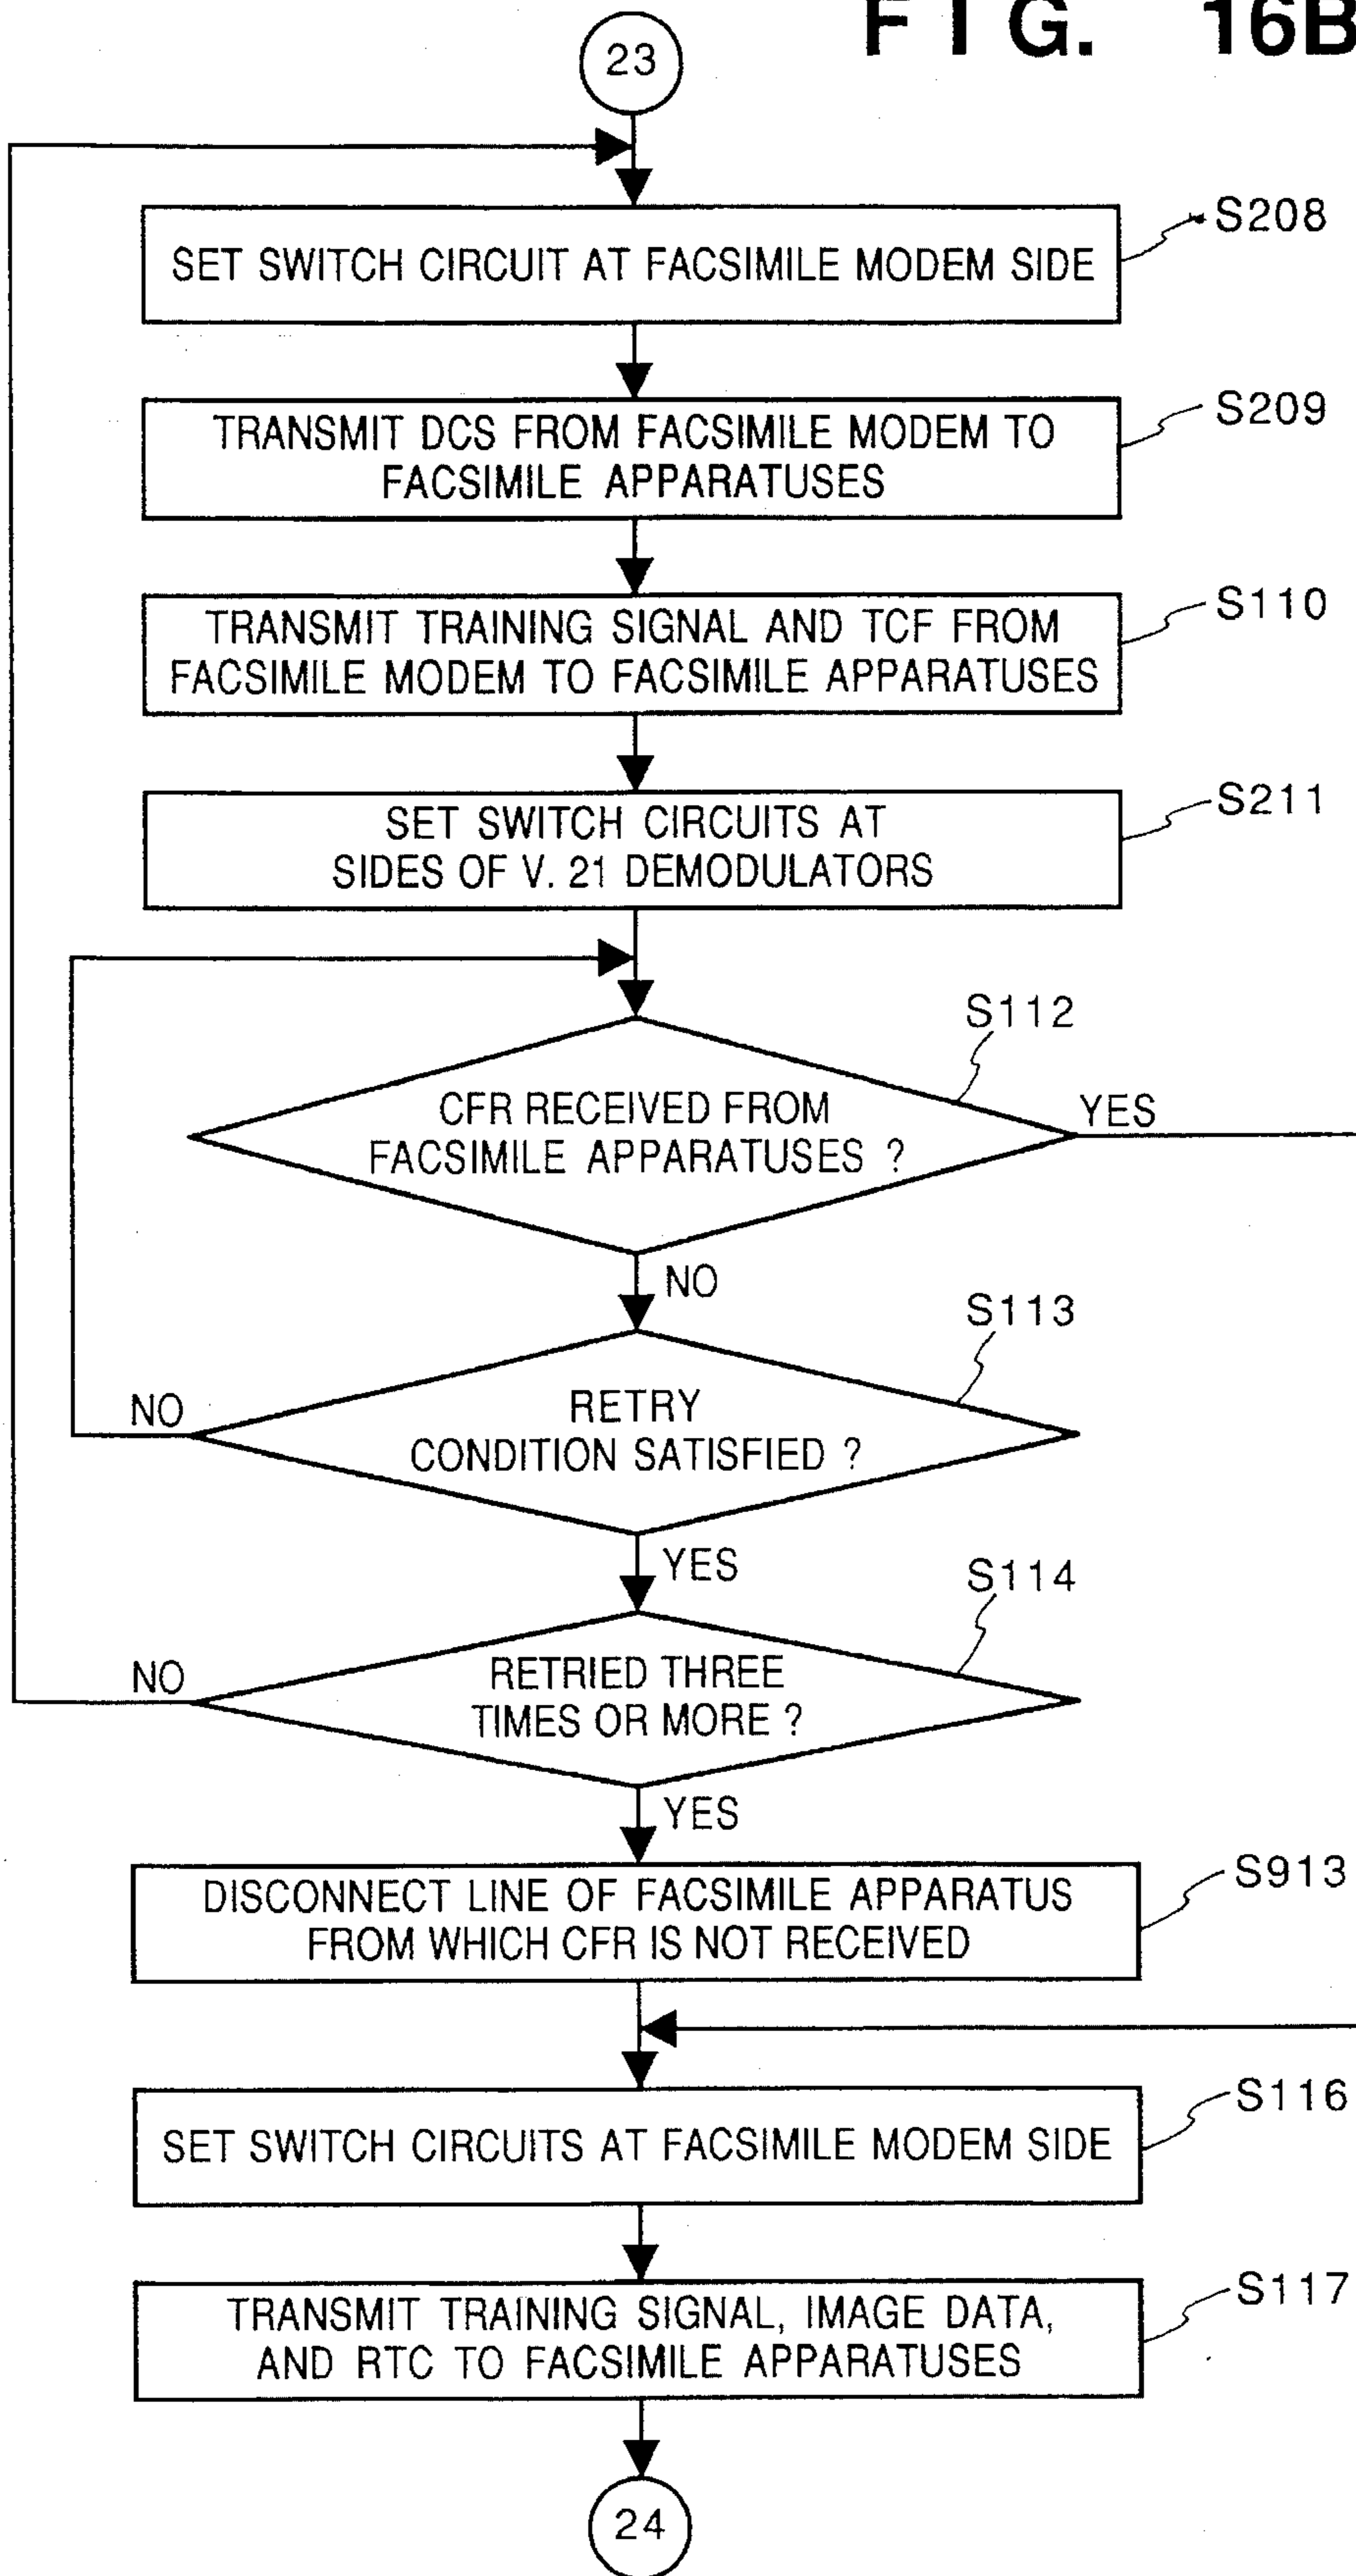 FIG. 16B
23
S208
SET SWITCH CIRCUIT AT FACSIMILE MODEM SIDE
S209
TRANSMIT DCS FROM FACSIMILE MODEM TO
FACSIMILE APPARATUSES
S110
TRANSMIT TRAINING SIGNAL AND TCF FROM
FACSIMILE MODEM TO FACSIMILE APPARATUSES
S211
SET SWITCH CIRCUITS AT
SIDES OF V. 21 DEMODULATORS
S112
CFR RECEIVED FROM
FACSIMILE APPARATUSES ?
YES
NO
S113
RETRY
CONDITION SATISFIED ?
NO
YES
S114
RETRIED THREE
TIMES OR MORE ?
NO
YES
S913
DISCONNECT LINE OF FACSIMILE APPARATUS
FROM WHICH CFR IS NOT RECEIVED
S116
SET SWITCH CIRCUITS AT FACSIMILE MODEM SIDE
S117
TRANSMIT TRAINING SIGNAL, IMAGE DATA,
AND RTC TO FACSIMILE APPARATUSES
24